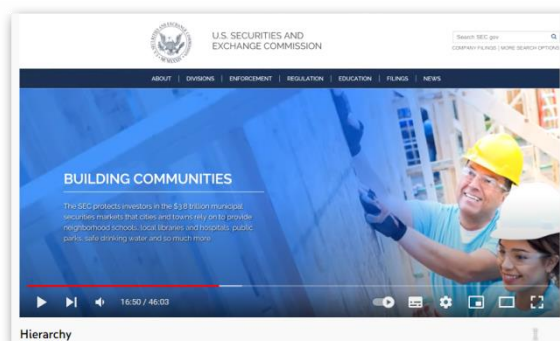 U.S. SECURITIES AND
EXCHANGE COMMISSION
Search SEC.gov
COMPANY FILINGS | MORE SEARCH OPTIONS
ABOUT | DIVISIONS | ENFORCEMENT | REGULATION | EDUCATION | FILINGS | NEWS
BUILDING COMMUNITIES
The SEC protects investors in the $3.8 trillion municipal
securities markets that cities and towns rely on to provide
neighborhood schools, local libraries and hospitals, public
parks, safe drinking water and so much more.
16:50 / 46:03
Hierarchy